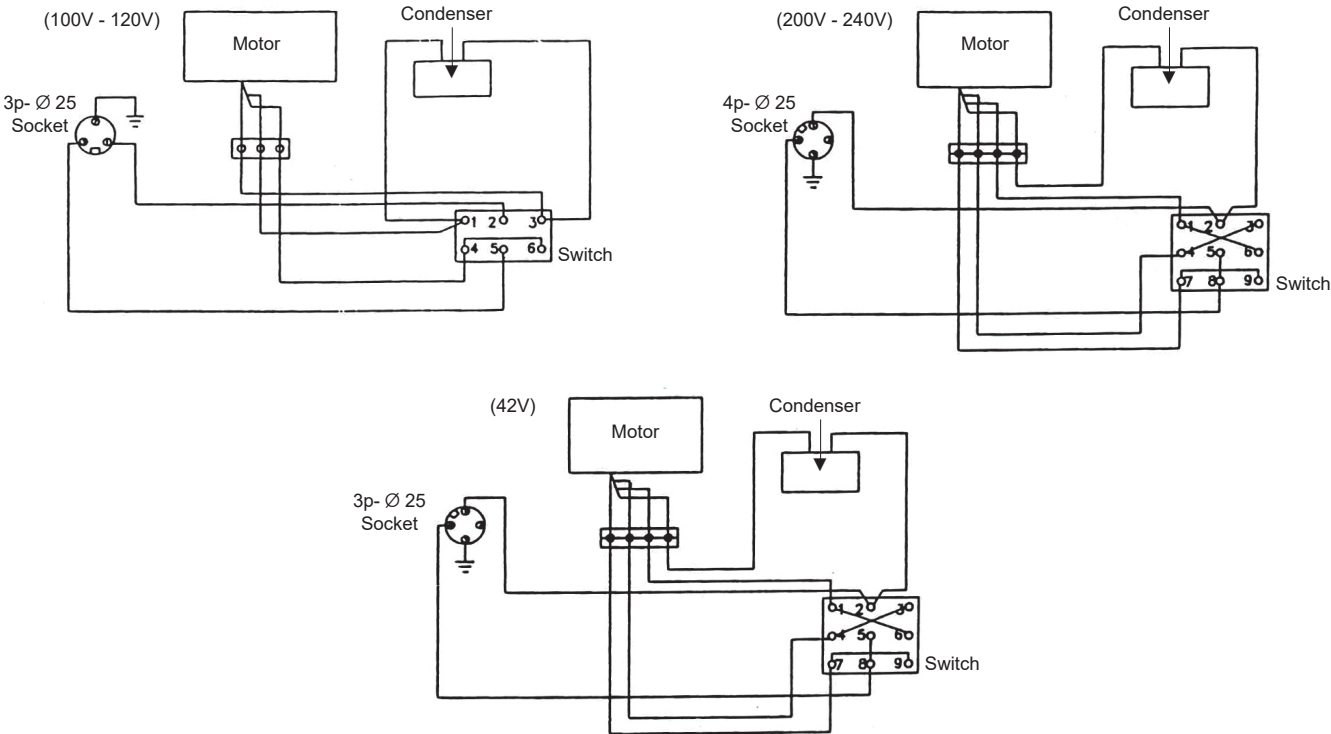 (100V - 120V)
Motor
Condenser
3p- Ø 25
Socket
1 2 3
4 5 6
Switch
(200V - 240V)
Motor
Condenser
4p- Ø 25
Socket
1 2 3
4 5 6
7 8 9
Switch
(42V)
Motor
Condenser
3p- Ø 25
Socket
1 2 3
4 5 6
7 8 9
Switch